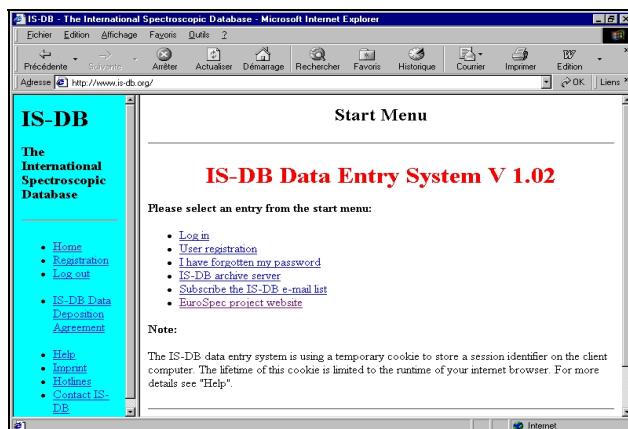 IS-DB - The International Spectroscopic Database - Microsoft Internet Explorer
Fichier Edition Affichage Favoris Outils ?
Précédente Suivante Arrêter Actualiser Démarrage Rechercher Favoris Historique Courrier Imprimer Edition
Adresse http://www.is-db.org/ OK Liens
IS-DB
The
International
Spectroscopic
Database
Home
Registration
Log out
IS-DB Data
Deposition
Agreement
Help
Imprint
Hotlines
Contact IS-
DB
Start Menu
IS-DB Data Entry System V 1.02
Please select an entry from the start menu:
Log in
User registration
I have forgotten my password
IS-DB archive server
Subscribe the IS-DB e-mail list
EuroSpec project website
Note:
The IS-DB data entry system is using a temporary cookie to store a session identifier on the client
computer. The lifetime of this cookie is limited to the runtime of your internet browser. For more
details see "Help".
Internet